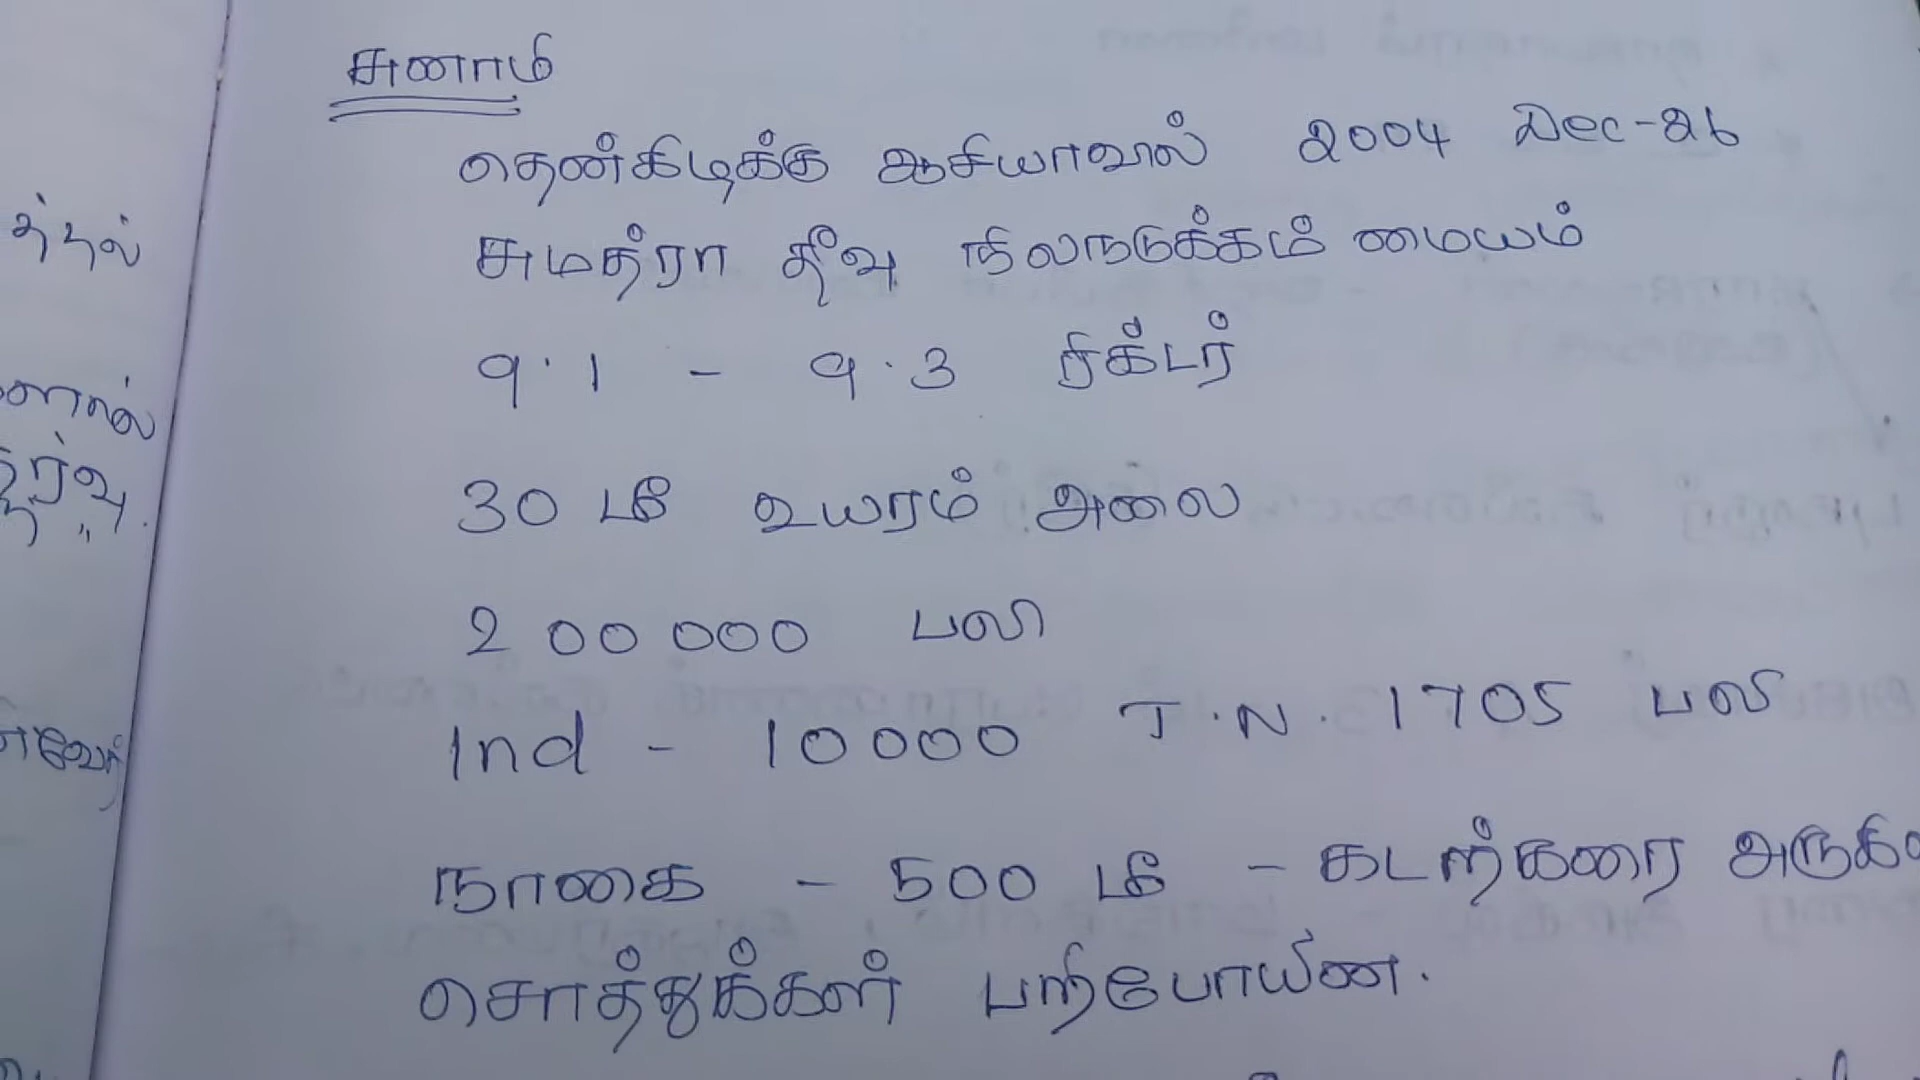 சுனாமி
தென்கிழக்கு ஆசியாவில் 2004 Dec-26
சுமத்ரா தீவு நிலநடுக்கம் மையம்
9.1 - 9.3 ரிக்டர்
30 மீ உயரம் அலை
2 00 000 பலி
Ind - 10000 T.N. 1705 பலி
நாகை - 500 மீ - கடற்கரை
சொத்துக்கள் பறிபோயின.